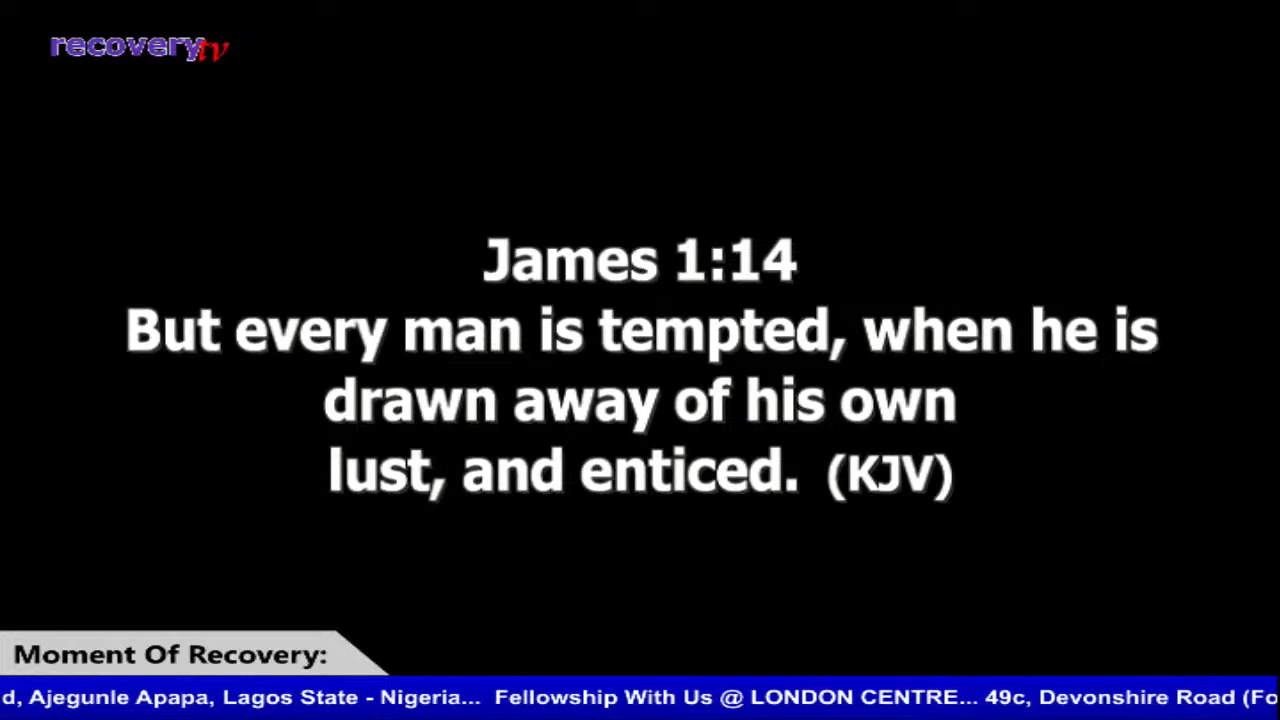 recoverytv
James 1:14
But every man is tempted, when he is
drawn away of his own
lust, and enticed. (KJV)
Moment Of Recovery:
d, Ajegunle Apapa, Lagos State - Nigeria... Fellowship With Us @ LONDON CENTRE... 49c, Devonshire Road (Fo